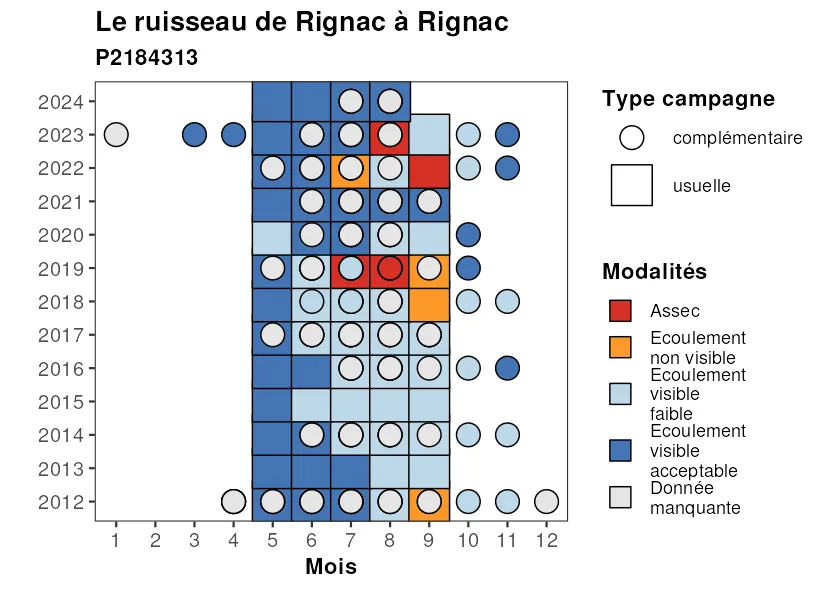 Le ruisseau de Rignac à Rignac
P2184313
2024
2023
2022
2021
2020
2019
2018
2017
2016
2015
2014
2013
2012
1 2 3 4 5 6 7 8 9 10 11 12
Mois
Type campagne
complémentaire
usuelle
Modalités
Assec
Ecoulement
non visible
Ecoulement
visible
faible
Ecoulement
visible
acceptable
Donnée
manquante